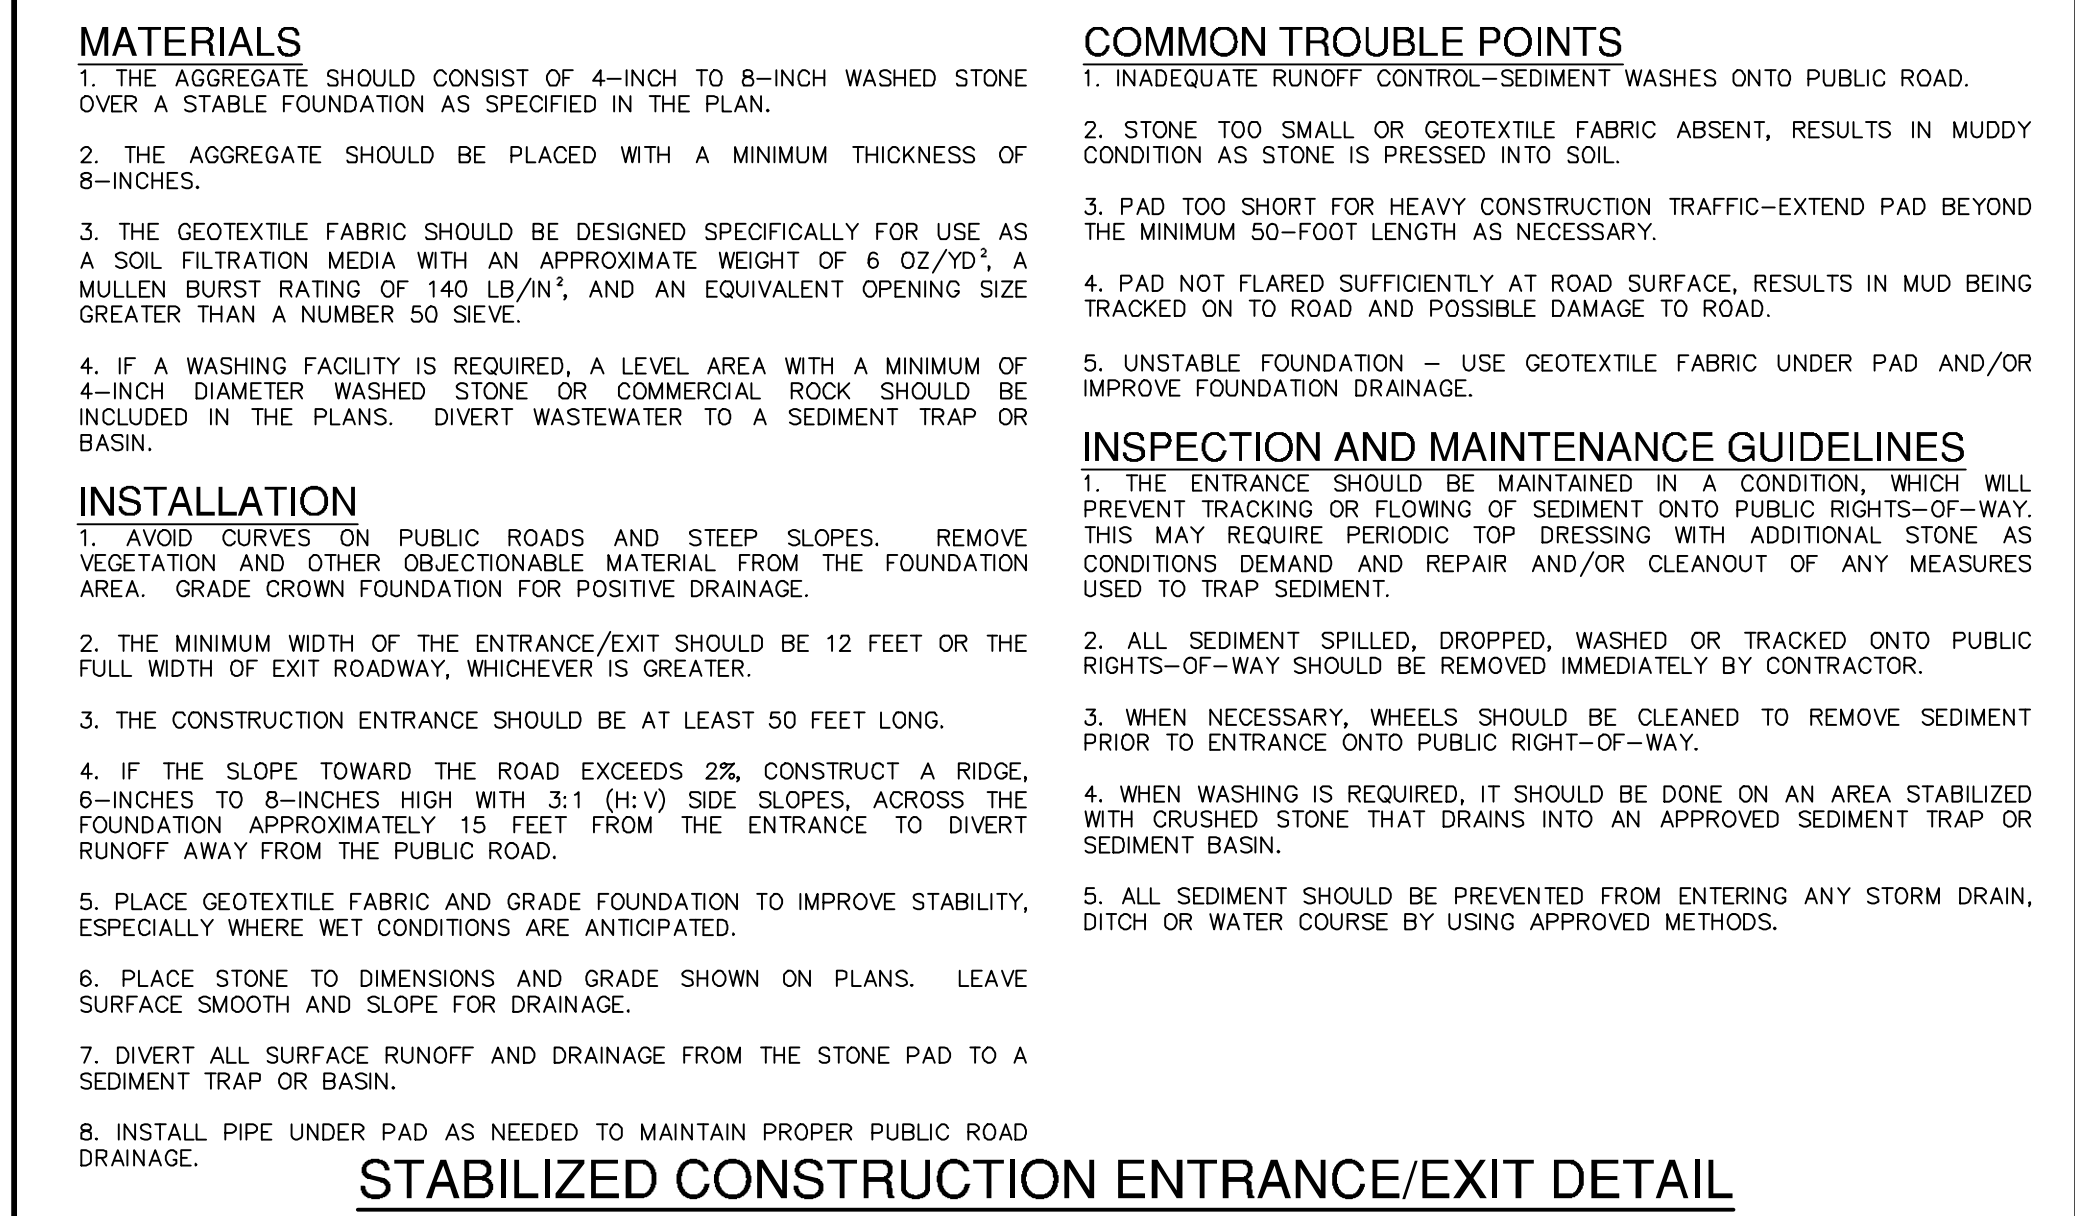 MATERIALS
1. THE AGGREGATE SHOULD CONSIST OF 4-INCH TO 8-INCH WASHED STONE
OVER A STABLE FOUNDATION AS SPECIFIED IN THE PLAN.
2. THE AGGREGATE SHOULD BE PLACED WITH A MINIMUM THICKNESS OF
8-INCHES.
3. THE GEOTEXTILE FABRIC SHOULD BE DESIGNED SPECIFICALLY FOR USE AS
A SOIL FILTRATION MEDIA WITH AN APPROXIMATE WEIGHT OF 6 OZ/YD², A
MULLEN BURST RATING OF 140 LB/IN², AND AN EQUIVALENT OPENING SIZE
GREATER THAN A NUMBER 50 SIEVE.
4. IF A WASHING FACILITY IS REQUIRED, A LEVEL AREA WITH A MINIMUM OF
4-INCH DIAMETER WASHED STONE OR COMMERCIAL ROCK SHOULD BE
INCLUDED IN THE PLANS. DIVERT WASTEWATER TO A SEDIMENT TRAP OR
BASIN.
INSTALLATION
1. AVOID CURVES ON PUBLIC ROADS AND STEEP SLOPES. REMOVE
VEGETATION AND OTHER OBJECTIONABLE MATERIAL FROM THE FOUNDATION
AREA. GRADE CROWN FOUNDATION FOR POSITIVE DRAINAGE.
2. THE MINIMUM WIDTH OF THE ENTRANCE/EXIT SHOULD BE 12 FEET OR THE
FULL WIDTH OF EXIT ROADWAY, WHICHEVER IS GREATER.
3. THE CONSTRUCTION ENTRANCE SHOULD BE AT LEAST 50 FEET LONG.
4. IF THE SLOPE TOWARD THE ROAD EXCEEDS 2%, CONSTRUCT A RIDGE,
6-INCHES TO 8-INCHES HIGH WITH 3:1 (H:V) SIDE SLOPES, ACROSS THE
FOUNDATION APPROXIMATELY 15 FEET FROM THE ENTRANCE TO DIVERT
RUNOFF AWAY FROM THE PUBLIC ROAD.
5. PLACE GEOTEXTILE FABRIC AND GRADE FOUNDATION TO IMPROVE STABILITY,
ESPECIALLY WHERE WET CONDITIONS ARE ANTICIPATED.
6. PLACE STONE TO DIMENSIONS AND GRADE SHOWN ON PLANS. LEAVE
SURFACE SMOOTH AND SLOPE FOR DRAINAGE.
7. DIVERT ALL SURFACE RUNOFF AND DRAINAGE FROM THE STONE PAD TO A
SEDIMENT TRAP OR BASIN.
8. INSTALL PIPE UNDER PAD AS NEEDED TO MAINTAIN PROPER PUBLIC ROAD
DRAINAGE.
COMMON TROUBLE POINTS
1. INADEQUATE RUNOFF CONTROL-SEDIMENT WASHES ONTO PUBLIC ROAD.
2. STONE TOO SMALL OR GEOTEXTILE FABRIC ABSENT, RESULTS IN MUDDY
CONDITION AS STONE IS PRESSED INTO SOIL.
3. PAD TOO SHORT FOR HEAVY CONSTRUCTION TRAFFIC-EXTEND PAD BEYOND
THE MINIMUM 50-FOOT LENGTH AS NECESSARY.
4. PAD NOT FLARED SUFFICIENTLY AT ROAD SURFACE, RESULTS IN MUD BEING
TRACKED ON TO ROAD AND POSSIBLE DAMAGE TO ROAD.
5. UNSTABLE FOUNDATION - USE GEOTEXTILE FABRIC UNDER PAD AND/OR
IMPROVE FOUNDATION DRAINAGE.
INSPECTION AND MAINTENANCE GUIDELINES
1. THE ENTRANCE SHOULD BE MAINTAINED IN A CONDITION, WHICH WILL
PREVENT TRACKING OR FLOWING OF SEDIMENT ONTO PUBLIC RIGHTS-OF-WAY.
THIS MAY REQUIRE PERIODIC TOP DRESSING WITH ADDITIONAL STONE AS
CONDITIONS DEMAND AND REPAIR AND/OR CLEANOUT OF ANY MEASURES
USED TO TRAP SEDIMENT.
2. ALL SEDIMENT SPILLED, DROPPED, WASHED OR TRACKED ONTO PUBLIC
RIGHTS-OF-WAY SHOULD BE REMOVED IMMEDIATELY BY CONTRACTOR.
3. WHEN NECESSARY, WHEELS SHOULD BE CLEANED TO REMOVE SEDIMENT
PRIOR TO ENTRANCE ONTO PUBLIC RIGHT-OF-WAY.
4. WHEN WASHING IS REQUIRED, IT SHOULD BE DONE ON AN AREA STABILIZED
WITH CRUSHED STONE THAT DRAINS INTO AN APPROVED SEDIMENT TRAP OR
SEDIMENT BASIN.
5. ALL SEDIMENT SHOULD BE PREVENTED FROM ENTERING ANY STORM DRAIN,
DITCH OR WATER COURSE BY USING APPROVED METHODS.
STABILIZED CONSTRUCTION ENTRANCE/EXIT DETAIL